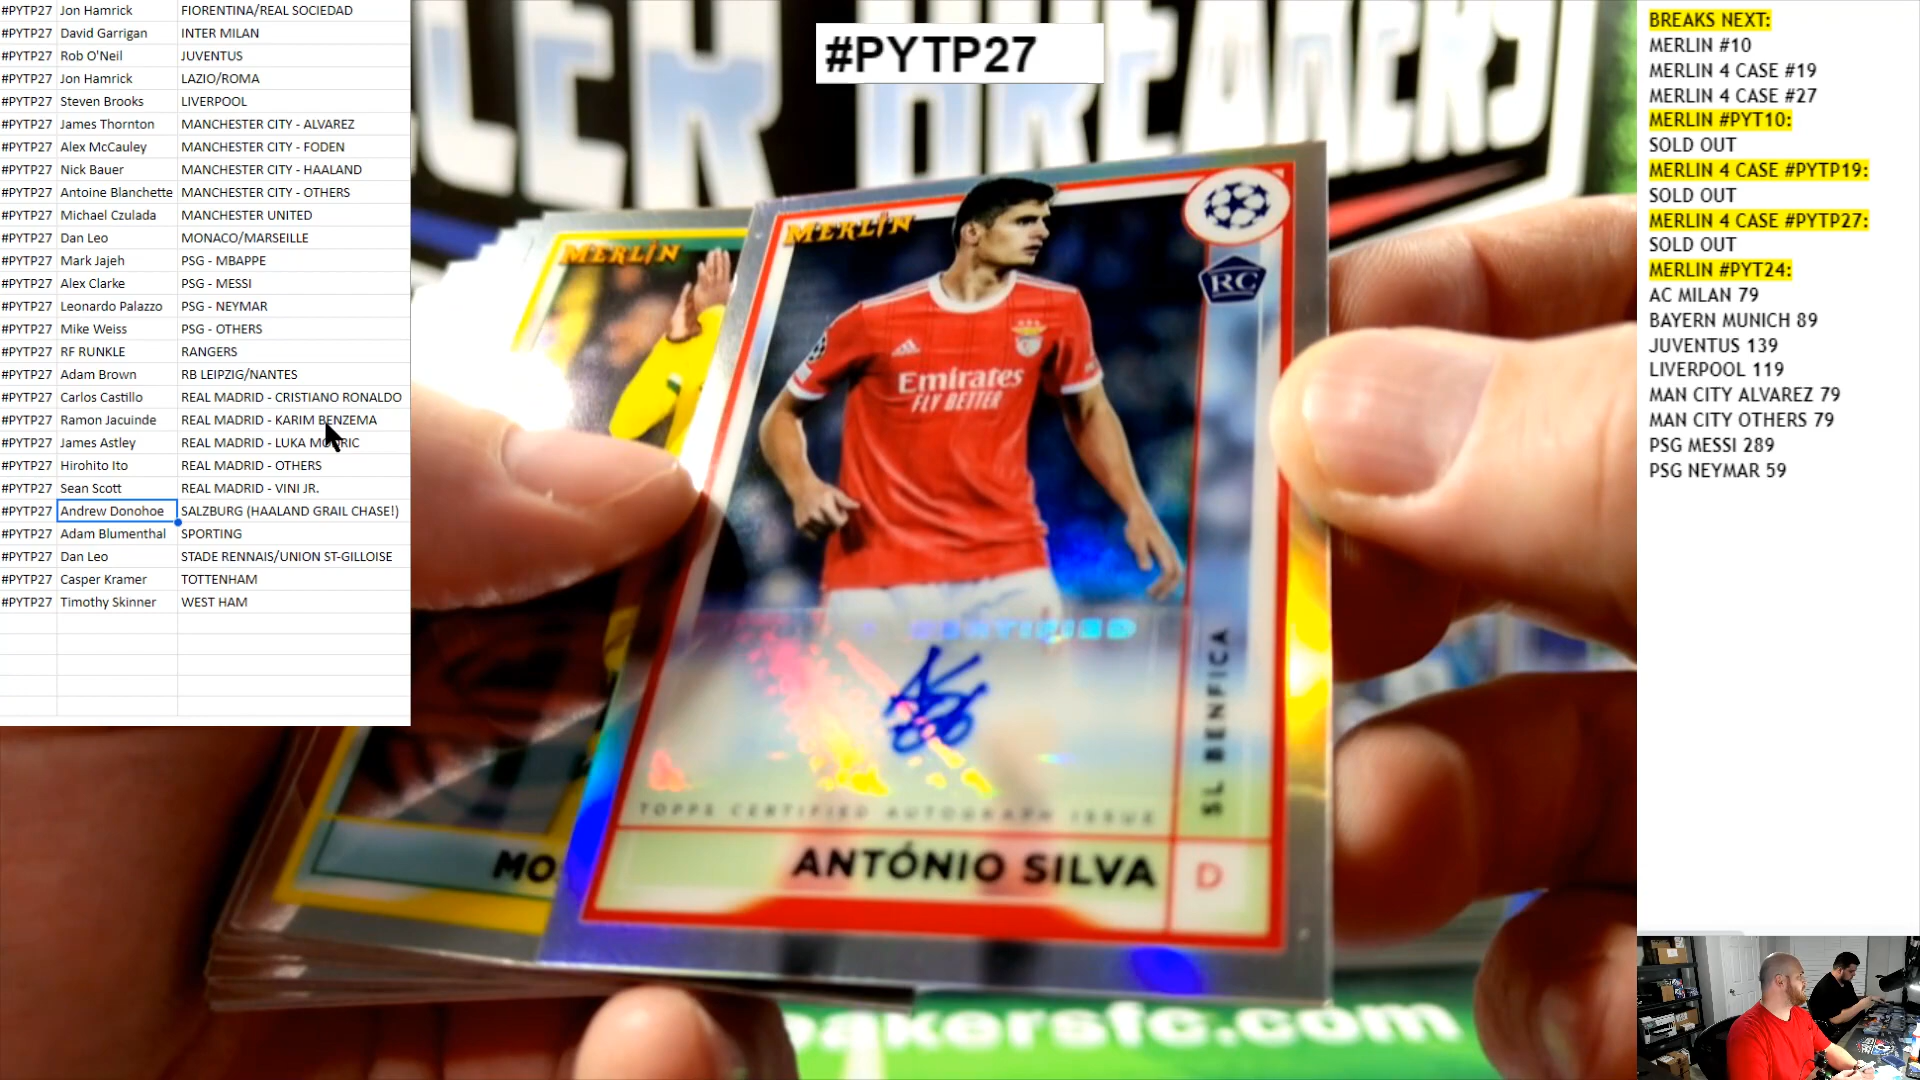 #PYTP27 Jon Hamrick FIORENTINA/REAL SOCIEDAD
#PYTP27 David Garrigan INTER MILAN
#PYTP27 Rob O'Neil JUVENTUS
#PYTP27 Jon Hamrick LAZIO/ROMA
#PYTP27 Steven Brooks LIVERPOOL
#PYTP27 James Thornton MANCHESTER CITY - ALVAREZ
#PYTP27 Alex McCauley MANCHESTER CITY - FODEN
#PYTP27 Nick Bauer MANCHESTER CITY - HAALAND
#PYTP27 Antoine Blanchette MANCHESTER CITY - OTHERS
#PYTP27 Michael Czulada MANCHESTER UNITED
#PYTP27 Dan Leo MONACO/MARSEILLE
#PYTP27 Mark Jajeh PSG - MBAPPE
#PYTP27 Alex Clarke PSG - MESSI
#PYTP27 Leonardo Palazzo PSG - NEYMAR
#PYTP27 Mike Weiss PSG - OTHERS
#PYTP27 RF RUNKLE RANGERS
#PYTP27 Adam Brown RB LEIPZIG/NANTES
#PYTP27 Carlos Castillo REAL MADRID - CRISTIANO RONALDO
#PYTP27 Ramon Jacuinde REAL MADRID - KARIM BENZEMA
#PYTP27 James Astley REAL MADRID - LUKA MODRIC
#PYTP27 Hirohito Ito REAL MADRID - OTHERS
#PYTP27 Sean Scott REAL MADRID - VINI JR.
#PYTP27 Andrew Donohoe SALZBURG (HAALAND GRAIL CHASE!)
#PYTP27 Adam Blumenthal SPORTING
#PYTP27 Dan Leo STADE RENNAIS/UNION ST-GILLOISE
#PYTP27 Casper Kramer TOTTENHAM
#PYTP27 Timothy Skinner WEST HAM
#PYTP27
BREAKERS
MERLIN
MERLIN
RC
Emirates
FLY BETTER
CERTIFIED
SL BENFICA
TOPPS CERTIFIED AUTOGRAPH ISSUE
ANTÓNIO SILVA
D
MO
akersfc.com
BREAKS NEXT:
MERLIN #10
MERLIN 4 CASE #19
MERLIN 4 CASE #27
MERLIN #PYT10:
SOLD OUT
MERLIN 4 CASE #PYTP19:
SOLD OUT
MERLIN 4 CASE #PYTP27:
SOLD OUT
MERLIN #PYT24:
AC MILAN 79
BAYERN MUNICH 89
JUVENTUS 139
LIVERPOOL 119
MAN CITY ALVAREZ 79
MAN CITY OTHERS 79
PSG MESSI 289
PSG NEYMAR 59